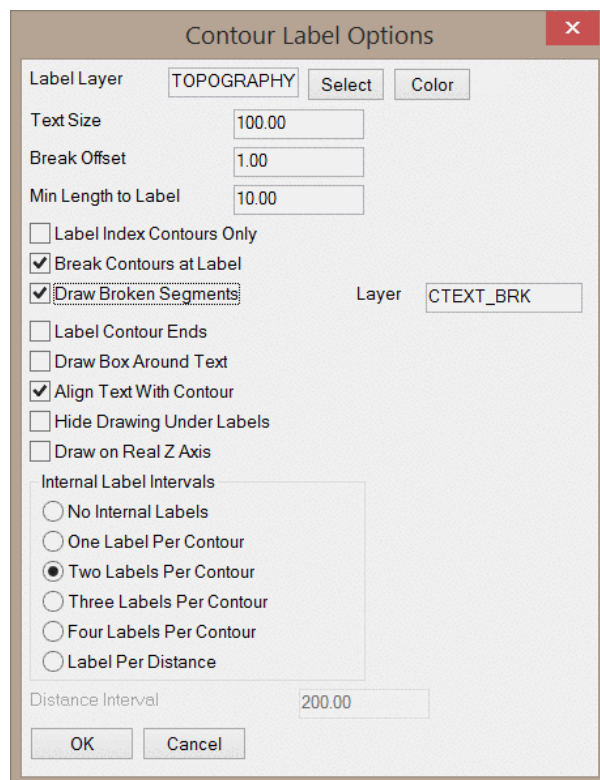 Contour Label Options
Label Layer TOPOGRAPHY Select Color
Text Size 100.00
Break Offset 1.00
Min Length to Label 10.00
Label Index Contours Only
Break Contours at Label
Draw Broken Segments Layer CTEXT_BRK
Label Contour Ends
Draw Box Around Text
Align Text With Contour
Hide Drawing Under Labels
Draw on Real Z Axis
Internal Label Intervals
No Internal Labels
One Label Per Contour
Two Labels Per Contour
Three Labels Per Contour
Four Labels Per Contour
Label Per Distance
Distance Interval 200.00
OK Cancel